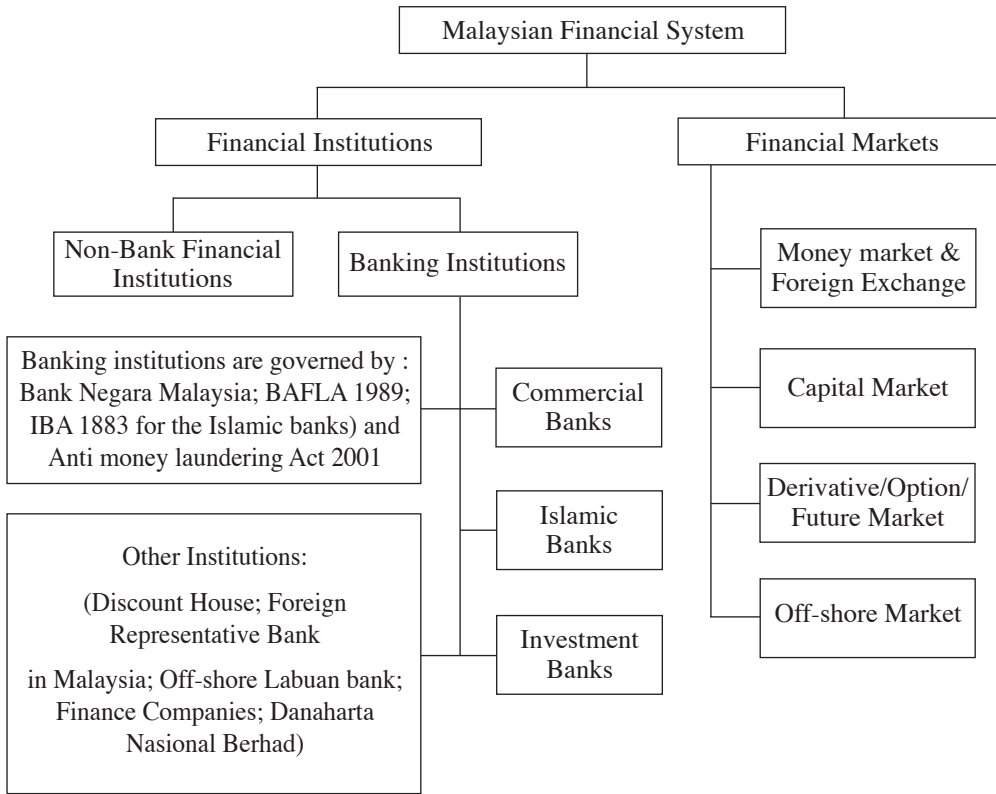 Malaysian Financial System
Financial Institutions
Financial Markets
Non-Bank Financial
Institutions
Banking Institutions
Money market &
Foreign Exchange
Banking institutions are governed by :
Bank Negara Malaysia; BAFLA 1989;
IBA 1883 for the Islamic banks) and
Anti money laundering Act 2001
Commercial
Banks
Capital Market
Islamic
Banks
Derivative/Option/
Future Market
Other Institutions:
(Discount House; Foreign
Representative Bank
in Malaysia; Off-shore Labuan bank;
Finance Companies; Danaharta
Nasional Berhad)
Investment
Banks
Off-shore Market